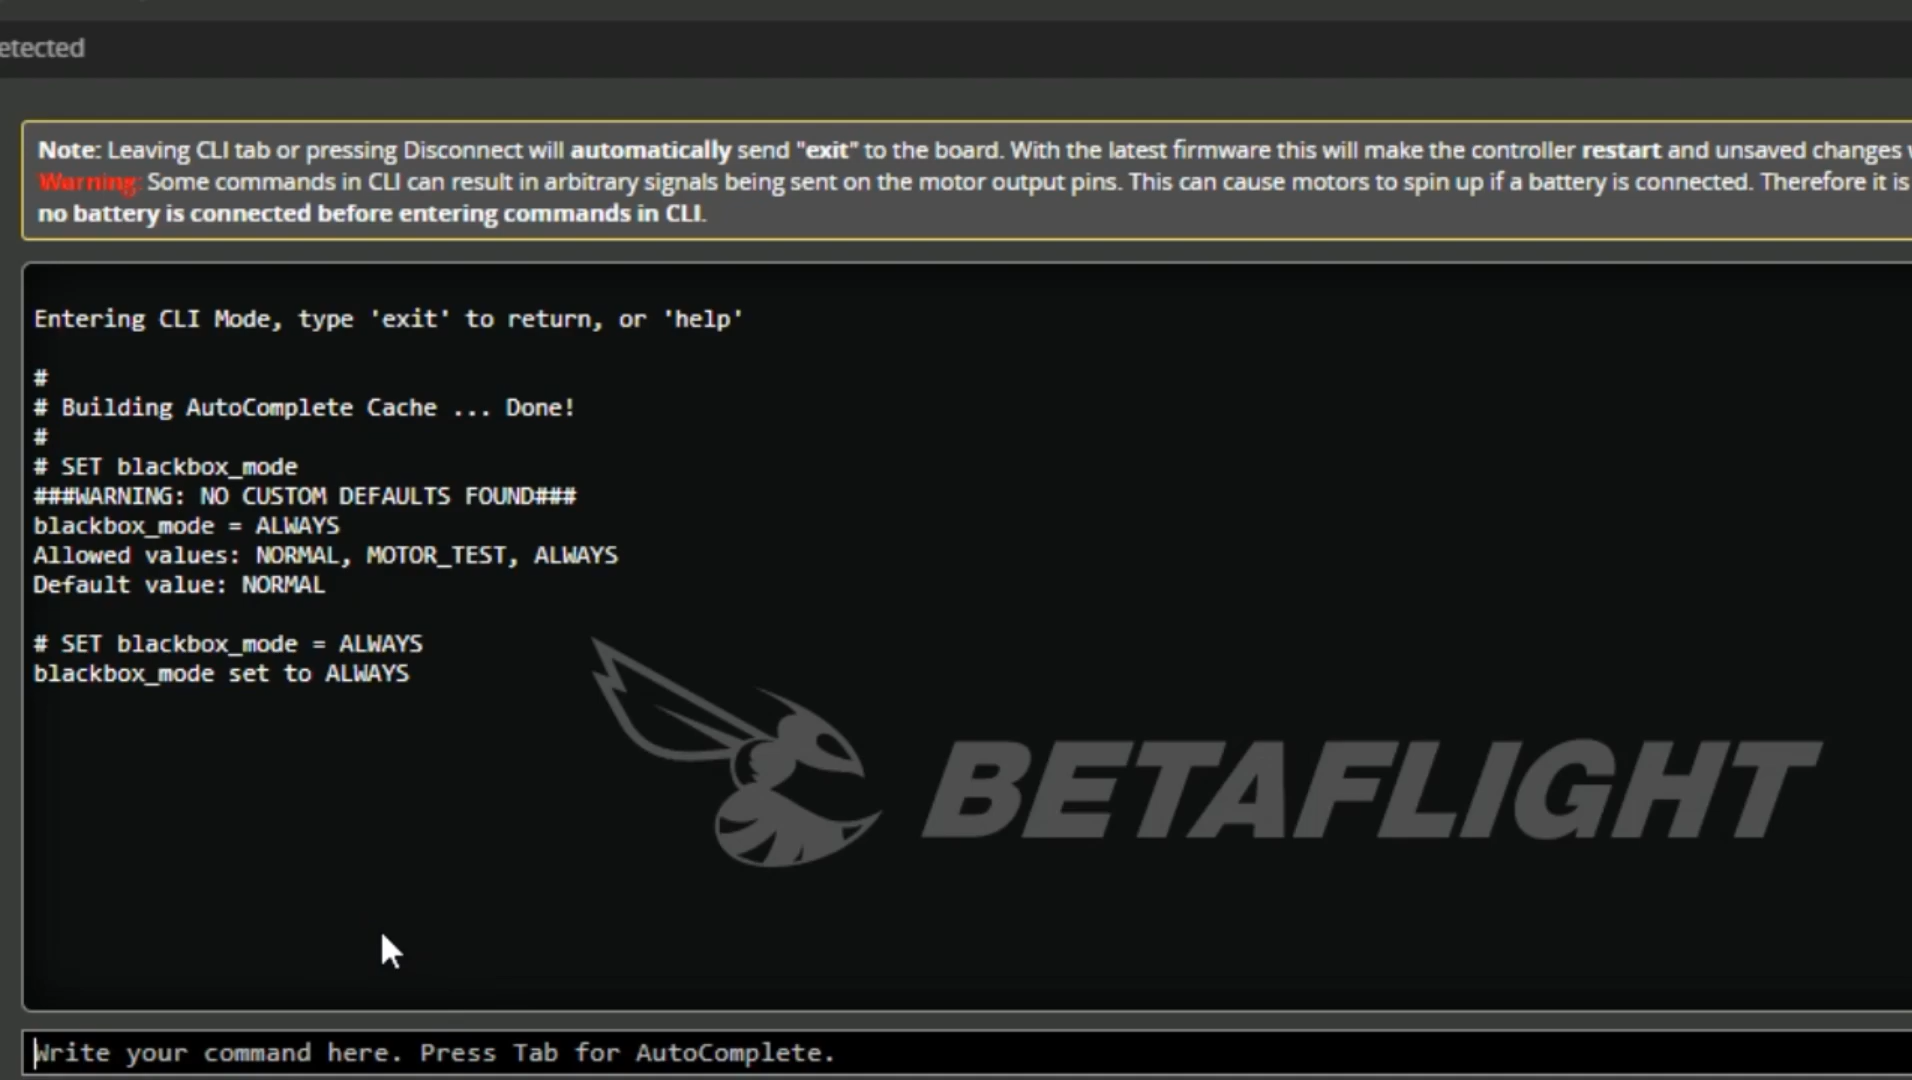 etected
Note: Leaving CLI tab or pressing Disconnect will automatically send "exit" to the board. With the latest firmware this will make the controller restart and unsaved changes
Warning: Some commands in CLI can result in arbitrary signals being sent on the motor output pins. This can cause motors to spin up if a battery is connected. Therefore it is
no battery is connected before entering commands in CLI.
Entering CLI Mode, type 'exit' to return, or 'help'
#
# Building AutoComplete Cache ... Done!
#
# SET blackbox_mode
###WARNING: NO CUSTOM DEFAULTS FOUND###
blackbox_mode = ALWAYS
Allowed values: NORMAL, MOTOR_TEST, ALWAYS
Default value: NORMAL
# SET blackbox_mode = ALWAYS
blackbox_mode set to ALWAYS
BETAFLIGHT
Write your command here. Press Tab for AutoComplete.